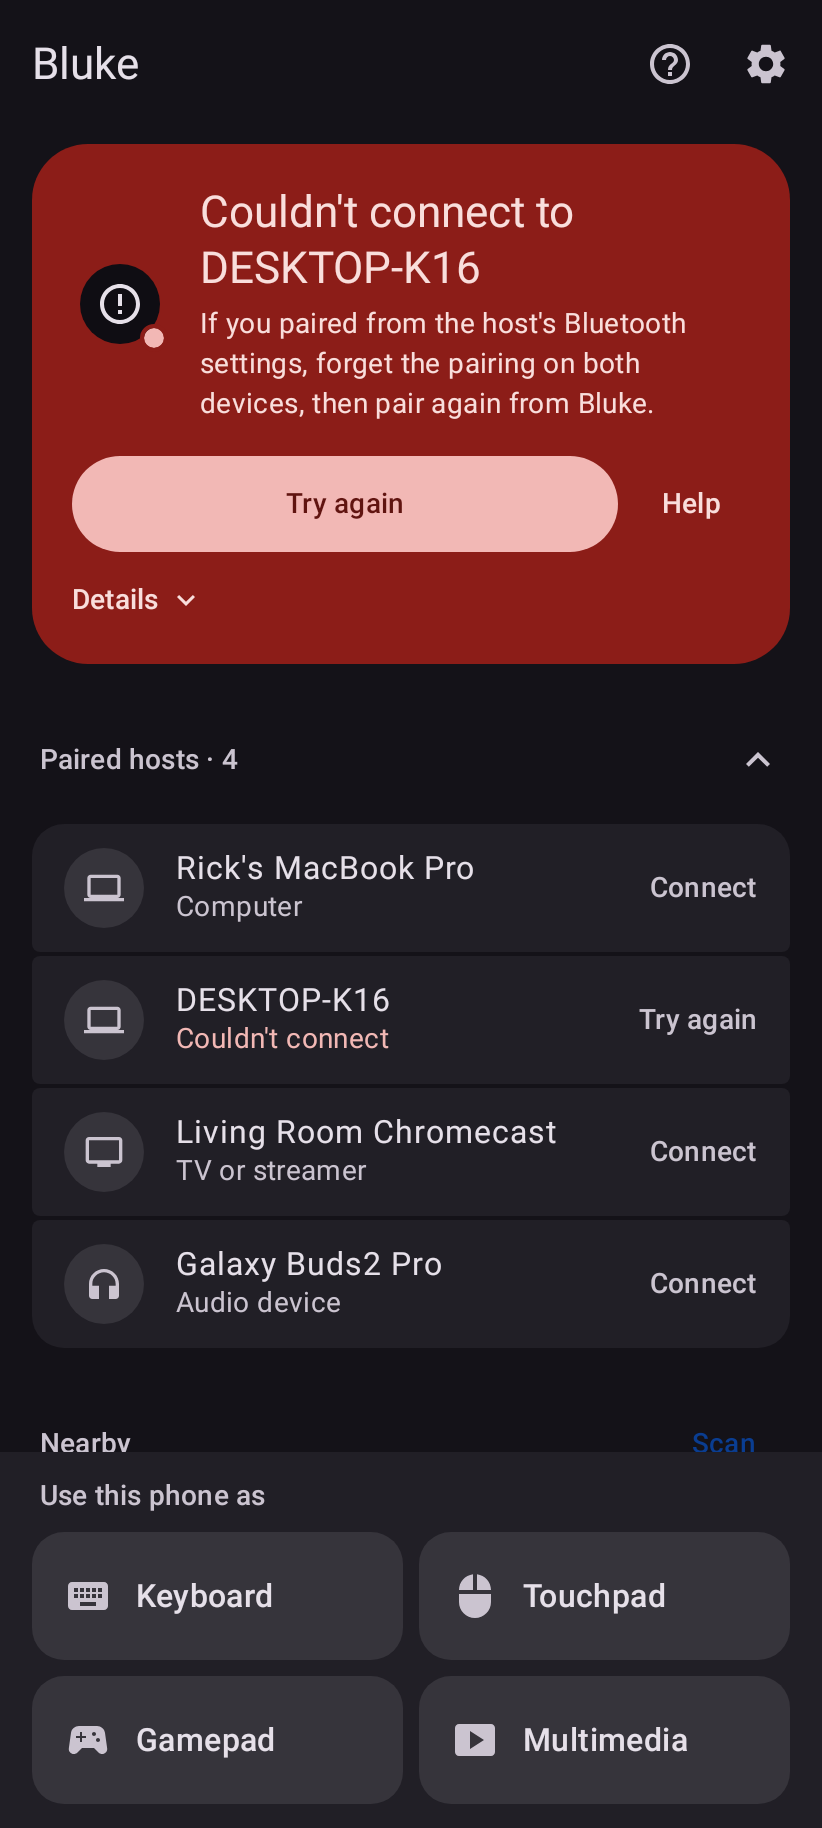 Bluke
Couldn't connect to
DESKTOP-K16
If you paired from the host's Bluetooth
settings, forget the pairing on both
devices, then pair again from Bluke.
Try again
Help
Details
Paired hosts · 4
Rick's MacBook Pro
Computer
Connect
DESKTOP-K16
Couldn't connect
Try again
Living Room Chromecast
TV or streamer
Connect
Galaxy Buds2 Pro
Audio device
Connect
Nearby
Scan
Use this phone as
Keyboard
Touchpad
Gamepad
Multimedia